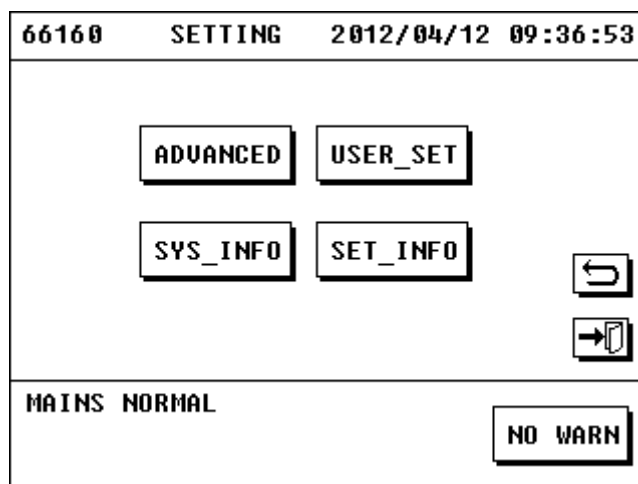 66160 SETTING 2012/04/12 09:36:53
ADVANCED USER_SET
SYS_INFO SET_INFO
MAINS NORMAL
NO WARN